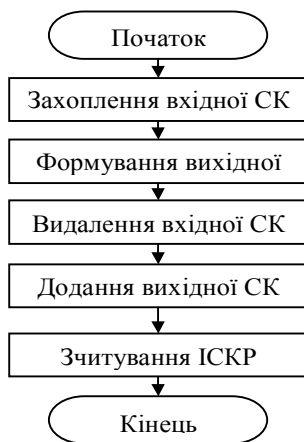 Початок
Захоплення вхідної СК
Формування вихідної
Видалення вхідної СК
Додання вихідної СК
Зчитування ІСКР
Кінець